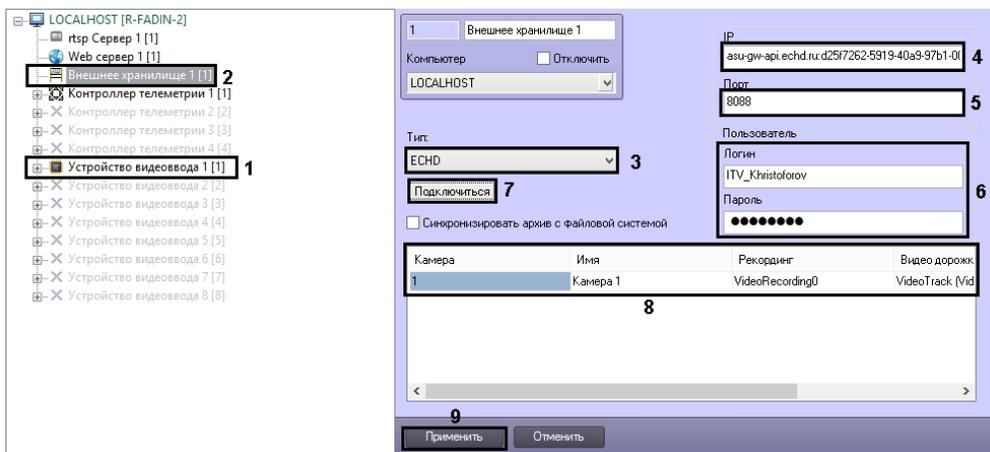 LOCALHOST [R-FADIN-2]
rtsp Сервер 1 [1]
Web сервер 1 [1]
Внешнее хранилище 1 [1] 2
Контроллер телеметрии 1 [1]
Контроллер телеметрии 2 [2]
Контроллер телеметрии 3 [3]
Контроллер телеметрии 4 [4]
Устройство видеоввода 1 [1] 1
Устройство видеоввода 2 [2]
Устройство видеоввода 3 [3]
Устройство видеоввода 4 [4]
Устройство видеоввода 5 [5]
Устройство видеоввода 6 [6]
Устройство видеоввода 7 [7]
Устройство видеоввода 8 [8]
1 Внешнее хранилище 1
Компьютер Отключить
LOCALHOST
IP
asu-gw-api.echd.ru:d25f7262-5919-40a9-97b1-0( 4
Порт
8088 5
Тип:
ECHD 3
Подключиться 7
Синхронизировать архив с файловой системой
Пользователь
Логин
ITV_Khristoforov
6
Пароль
●●●●●●●●
Камера Имя Рекординг Видео дорожк
1 Камера 1 VideoRecording0 VideoTrack (Vid
8
9
Применить Отменить